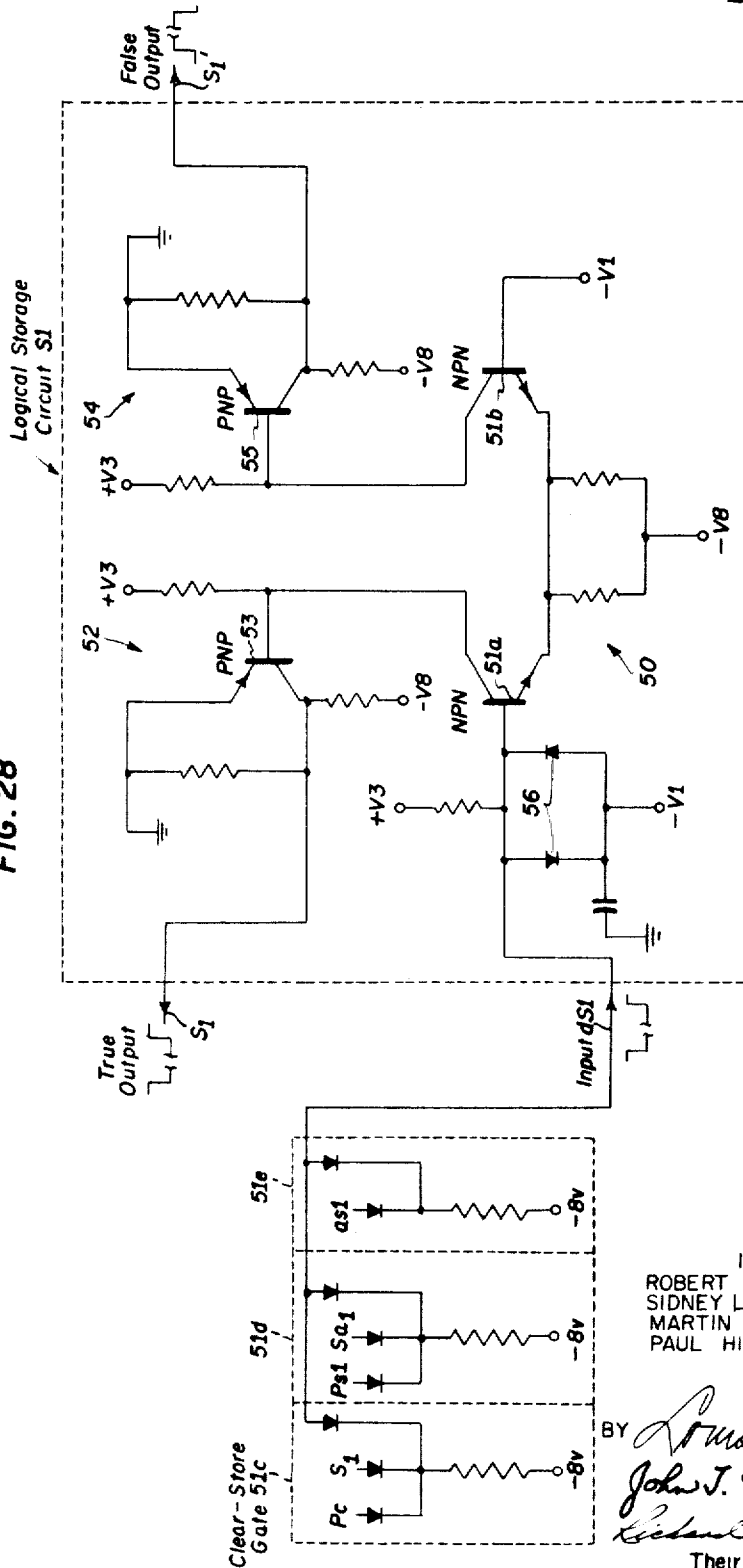 FIG. 28
Logical Storage
Circuit S1
True
Output
S1
False
Output
S1'
52
+V3
+V3
54
PNP
53
PNP
55
-V8
-V8
+V3
NPN
51a
NPN
51b
56
-V1
-V1
50
-V8
Input dS1
Clear-Store
Gate 51c
51d
51e
Pc
S1
Ps1
Sa1
as1
-8v
-8v
-8v
ROBERT
SIDNEY L
MARTIN
PAUL HI
BY
John J.
Richard
Their